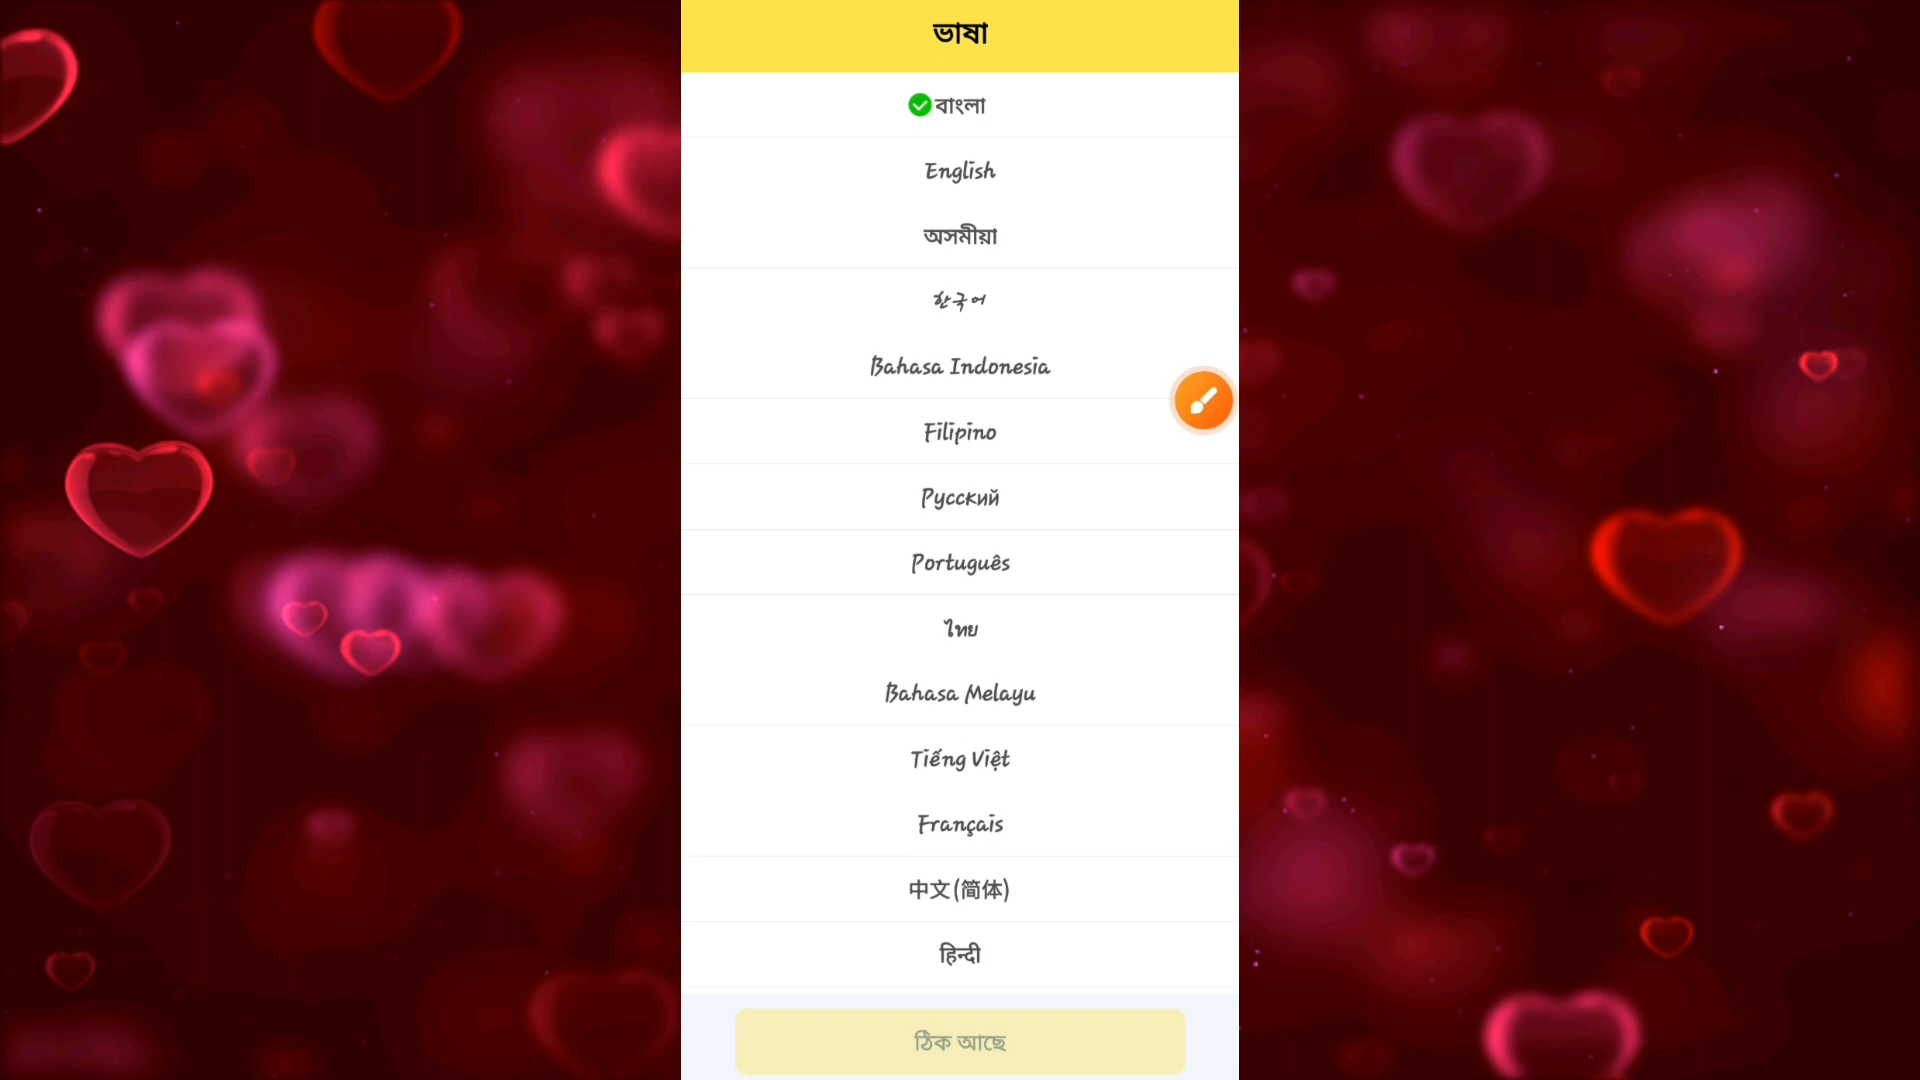 ভাষা
বাংলা
English
অসমীয়া
한국어
Bahasa Indonesia
Filipino
Русский
Português
ไทย
Bahasa Melayu
Tiếng Việt
Français
中文(简体)
हिन्दी
ঠিক আছে